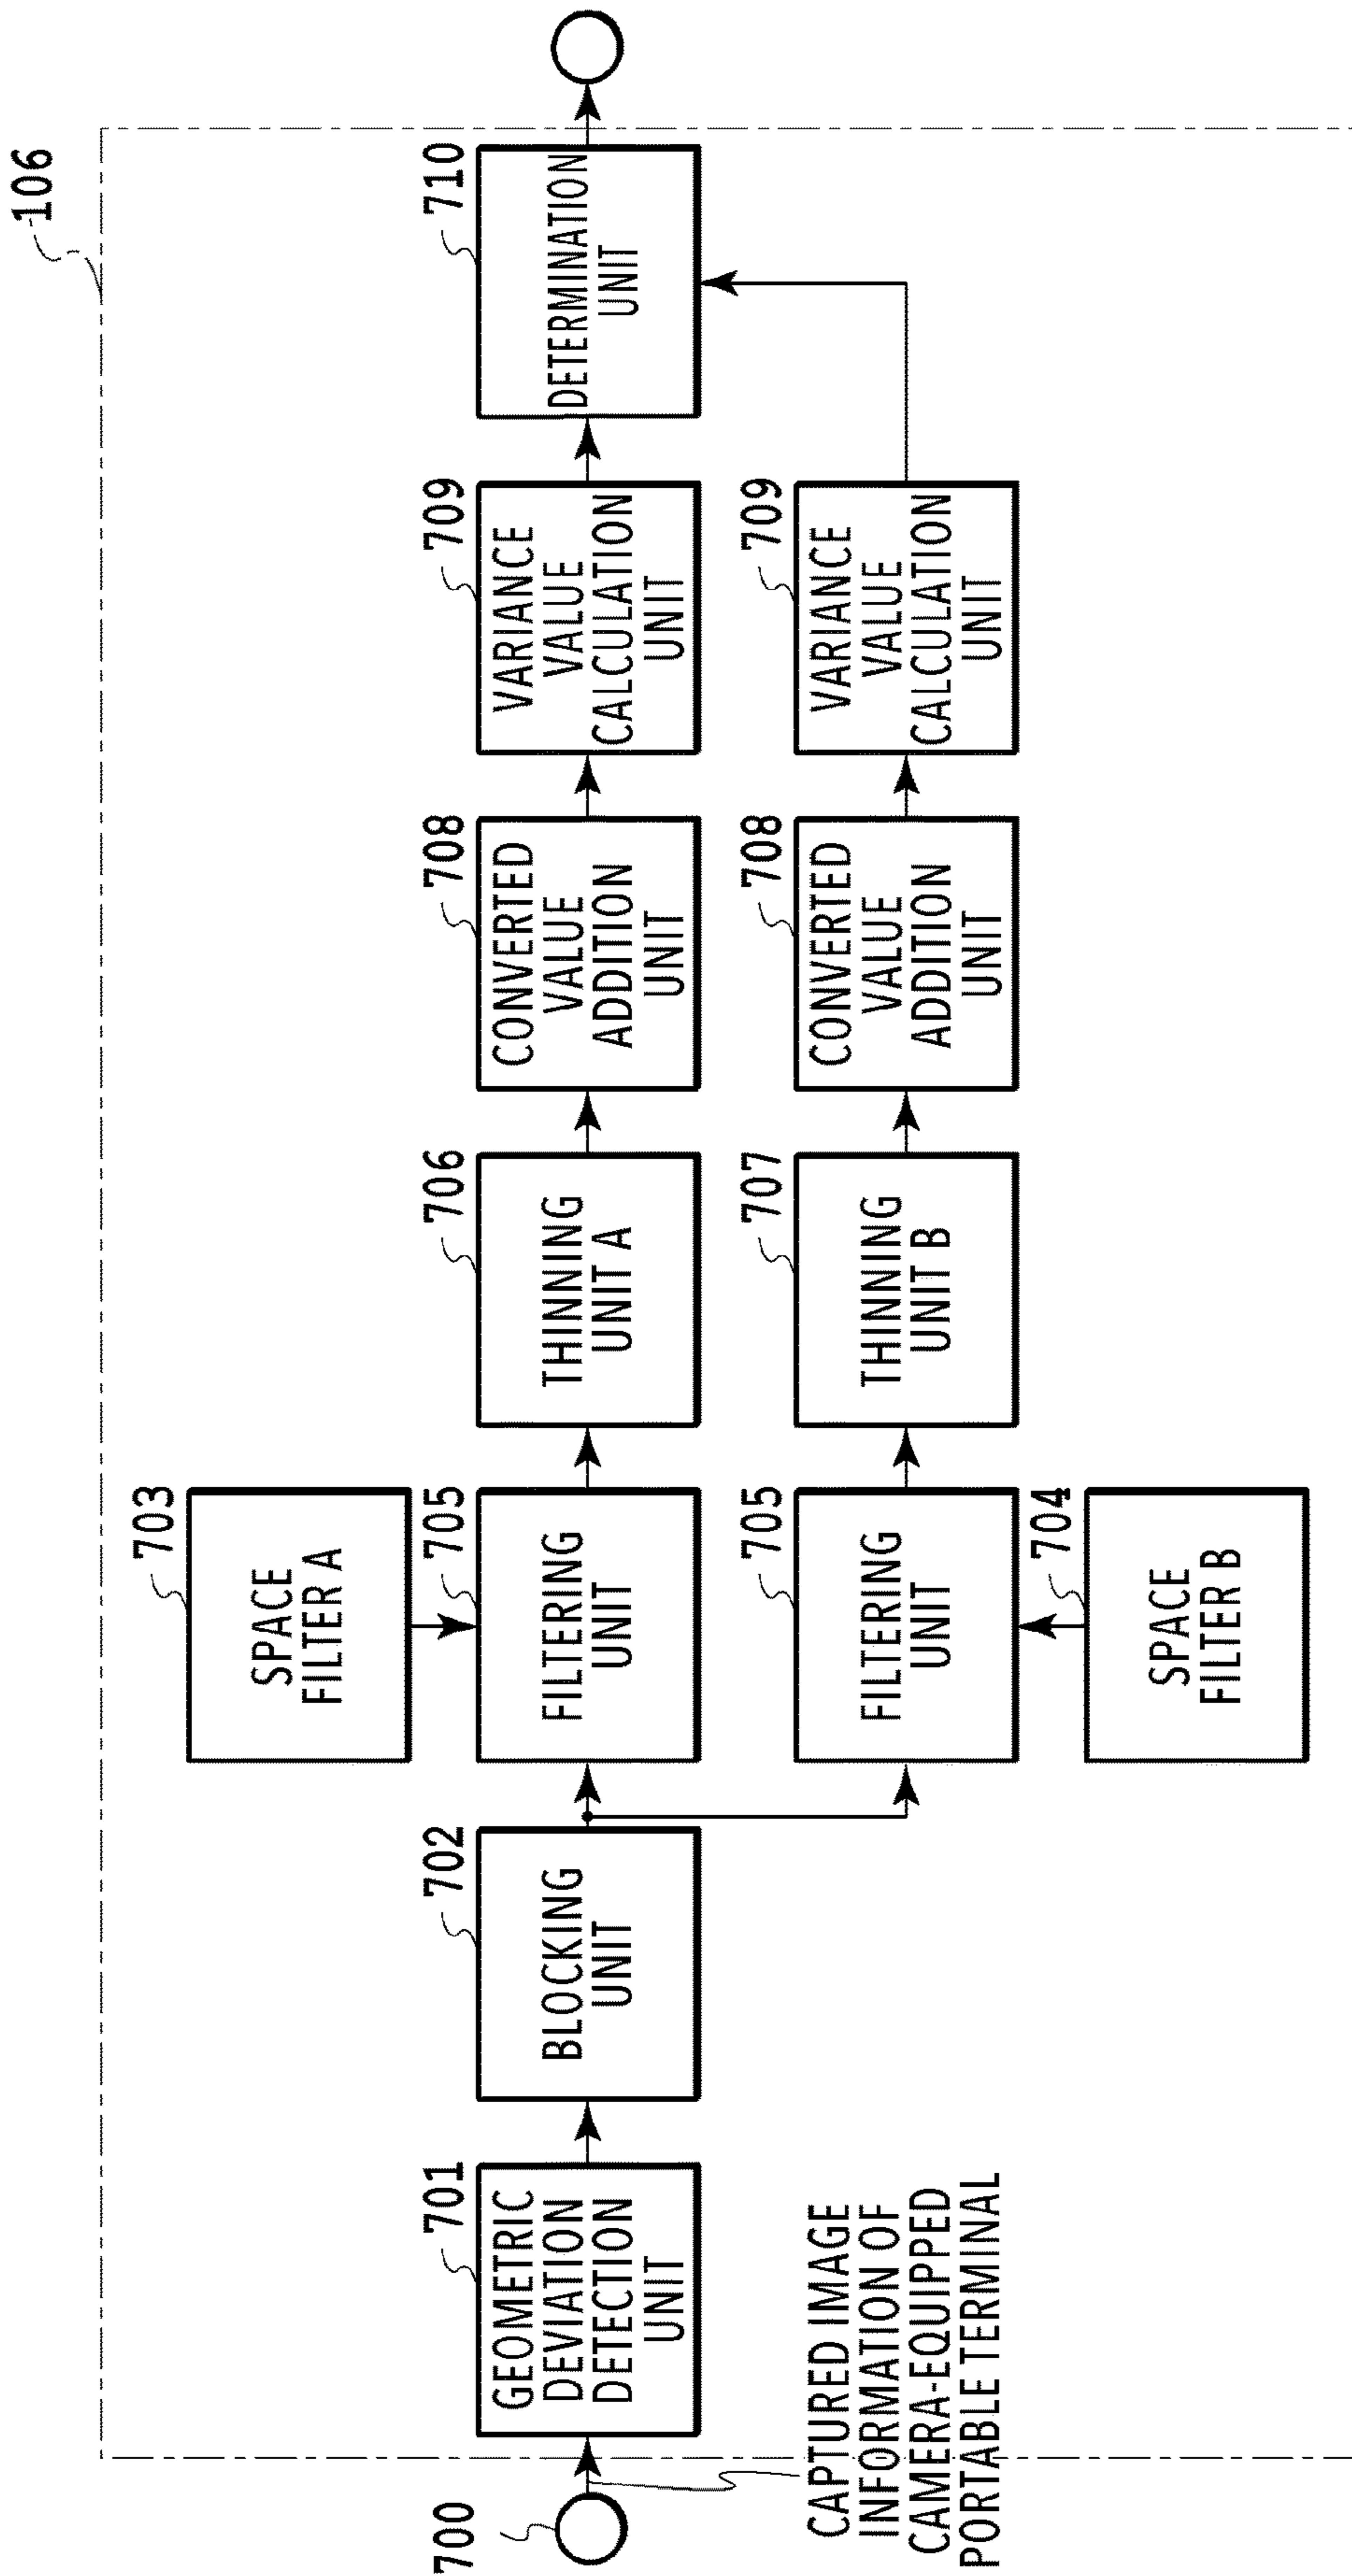 106
700
CAPTURED IMAGE
INFORMATION OF
CAMERA-EQUIPPED
PORTABLE TERMINAL
701
GEOMETRIC
DEVIATION
DETECTION
UNIT
702
BLOCKING
UNIT
703
SPACE
FILTER A
705
FILTERING
UNIT
706
THINNING
UNIT A
708
CONVERTED
VALUE
ADDITION
UNIT
709
VARIANCE
VALUE
CALCULATION
UNIT
710
DETERMINATION
UNIT
705
FILTERING
UNIT
704
SPACE
FILTER B
707
THINNING
UNIT B
708
CONVERTED
VALUE
ADDITION
UNIT
709
VARIANCE
VALUE
CALCULATION
UNIT